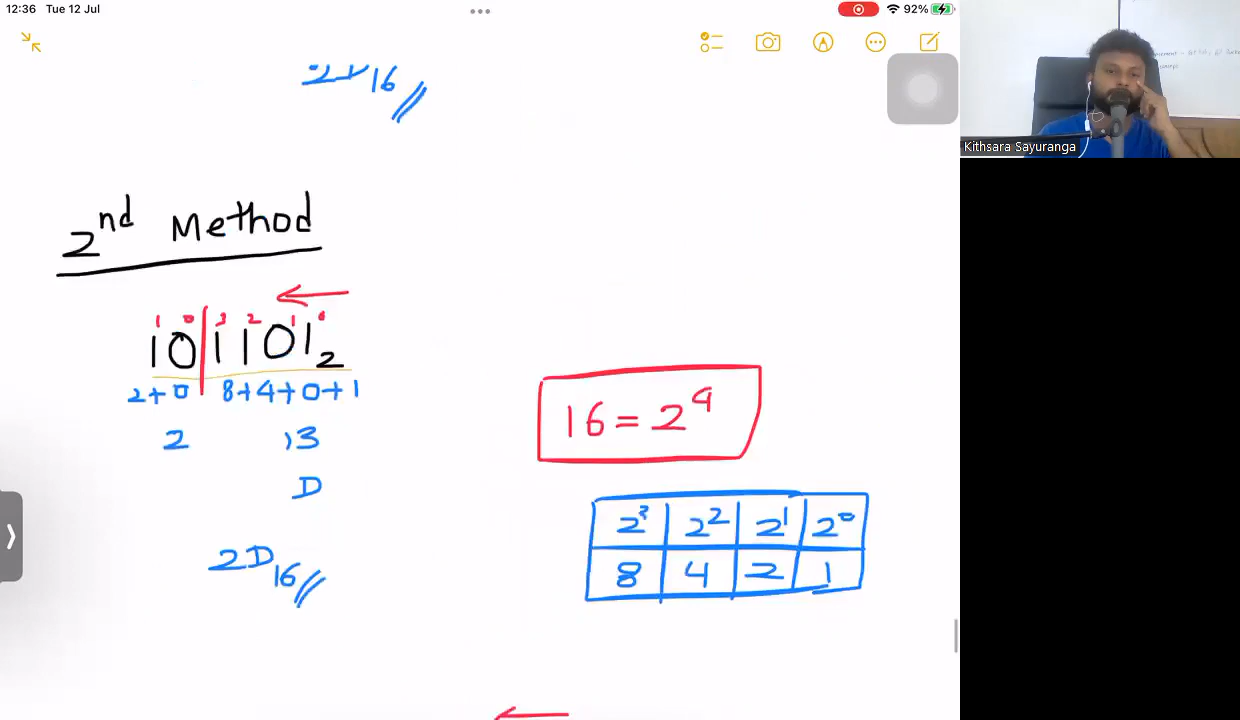 12:36 Tue 12 Jul
92%
2D₁₆
Kithsara Sayuranga
2ⁿᵈ Method
1 0 3 2 1 0
10|1101₂
2+0 8+4+0+1
2 13
D
2D₁₆
16 = 2⁴
2³ 2² 2¹ 2⁰
8 4 2 1